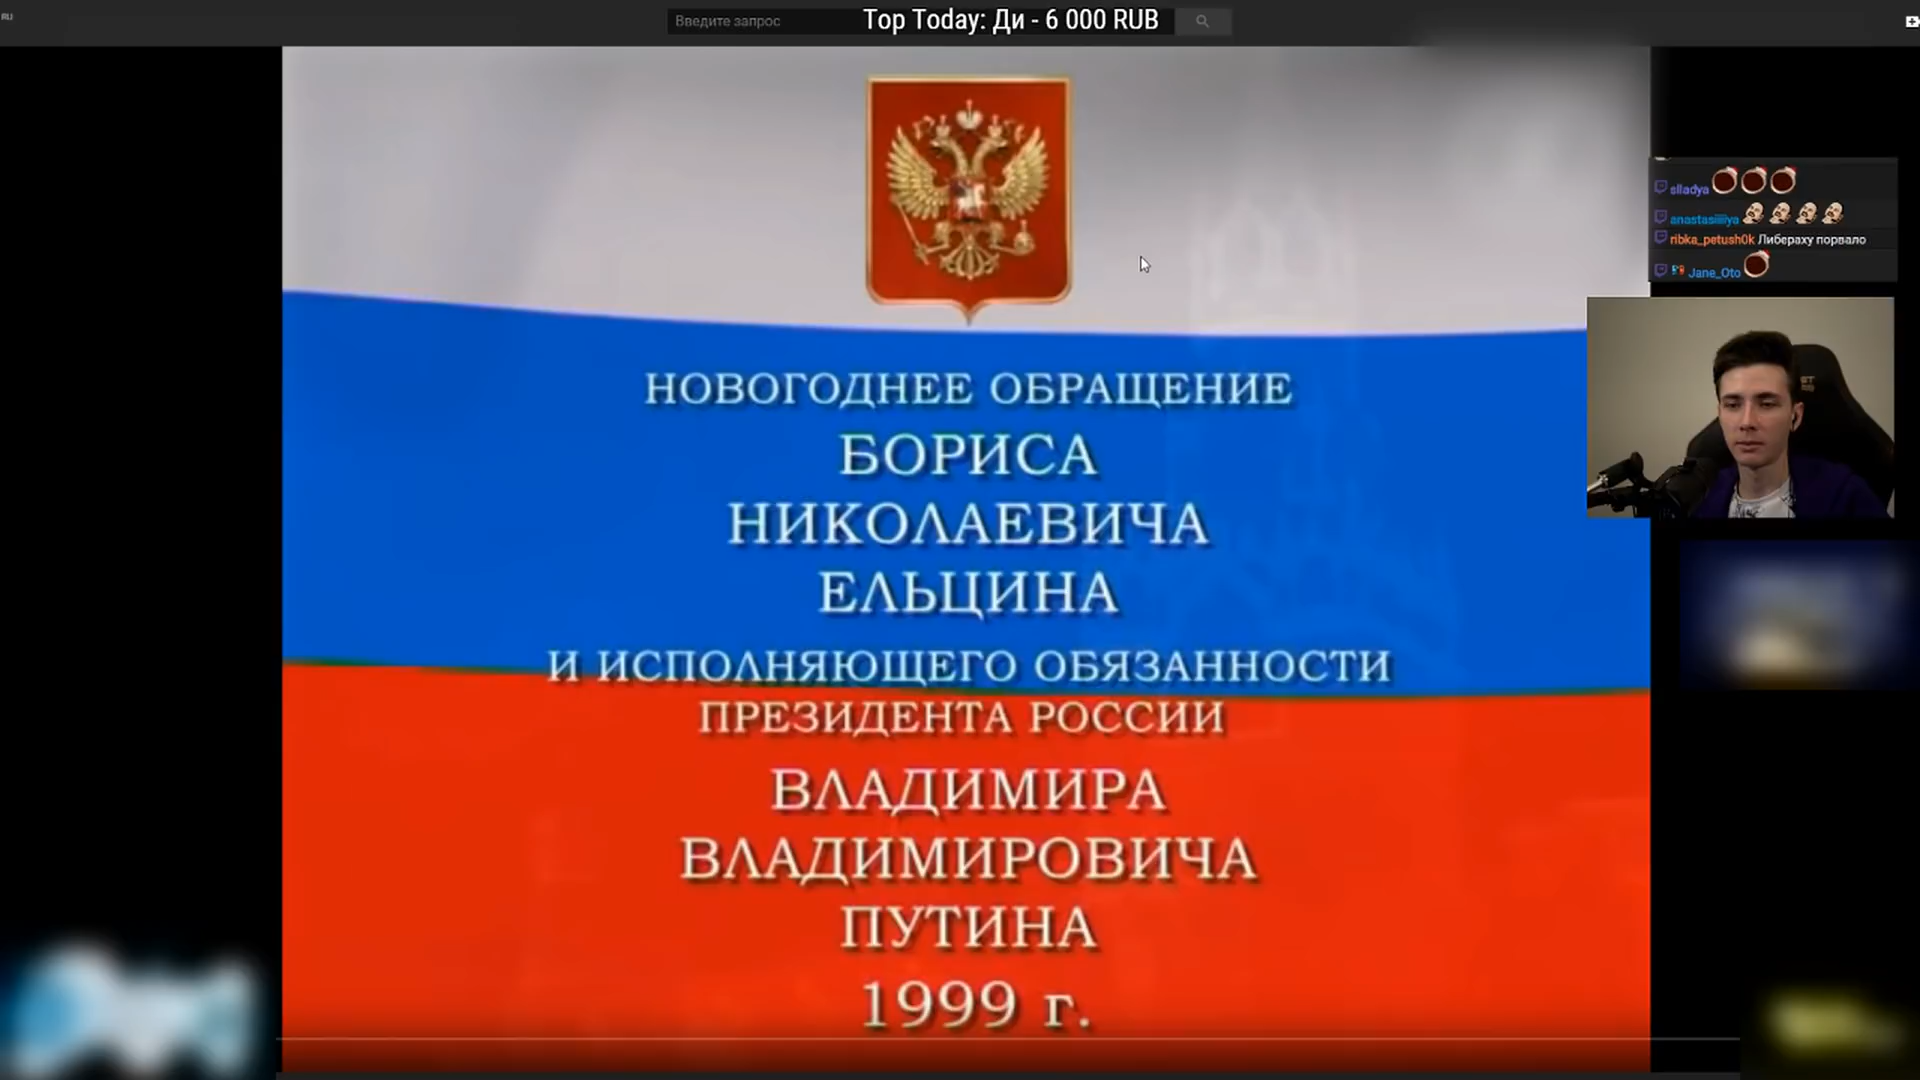 RU
Введите запрос
Top Today: Ди - 6 000 RUB
НОВОГОДНЕЕ ОБРАЩЕНИЕ
БОРИСА
НИКОЛАЕВИЧА
ЕЛЬЦИНА
И ИСПОЛНЯЮЩЕГО ОБЯЗАННОСТИ
ПРЕЗИДЕНТА РОССИИ
ВЛАДИМИРА
ВЛАДИМИРОВИЧА
ПУТИНА
1999 г.
slladya
ribka_petush0k Либераху порвало
Jane_Oto